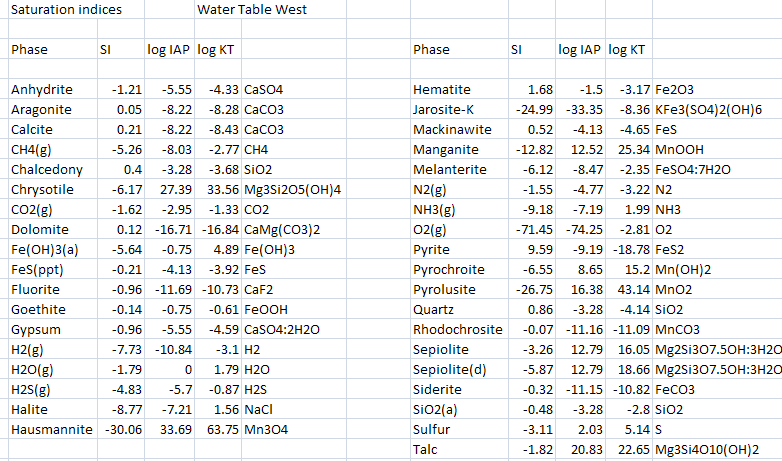 Saturation indices Water Table West
Phase SI log IAP log KT Phase SI log IAP log KT
Anhydrite -1.21 -5.55 -4.33 CaSO4 Hematite 1.68 -1.5 -3.17 Fe2O3
Aragonite 0.05 -8.22 -8.28 CaCO3 Jarosite-K -24.99 -33.35 -8.36 KFe3(SO4)2(OH)6
Calcite 0.21 -8.22 -8.43 CaCO3 Mackinawite 0.52 -4.13 -4.65 FeS
CH4(g) -5.26 -8.03 -2.77 CH4 Manganite -12.82 12.52 25.34 MnOOH
Chalcedony 0.4 -3.28 -3.68 SiO2 Melanterite -6.12 -8.47 -2.35 FeSO4:7H2O
Chrysotile -6.17 27.39 33.56 Mg3Si2O5(OH)4 N2(g) -1.55 -4.77 -3.22 N2
CO2(g) -1.62 -2.95 -1.33 CO2 NH3(g) -9.18 -7.19 1.99 NH3
Dolomite 0.12 -16.71 -16.84 CaMg(CO3)2 O2(g) -71.45 -74.25 -2.81 O2
Fe(OH)3(a) -5.64 -0.75 4.89 Fe(OH)3 Pyrite 9.59 -9.19 -18.78 FeS2
FeS(ppt) -0.21 -4.13 -3.92 FeS Pyrochroite -6.55 8.65 15.2 Mn(OH)2
Fluorite -0.96 -11.69 -10.73 CaF2 Pyrolusite -26.75 16.38 43.14 MnO2
Goethite -0.14 -0.75 -0.61 FeOOH Quartz 0.86 -3.28 -4.14 SiO2
Gypsum -0.96 -5.55 -4.59 CaSO4:2H2O Rhodochrosite -0.07 -11.16 -11.09 MnCO3
H2(g) -7.73 -10.84 -3.1 H2 Sepiolite -3.26 12.79 16.05 Mg2Si3O7.5OH:3H2O
H2O(g) -1.79 0 1.79 H2O Sepiolite(d) -5.87 12.79 18.66 Mg2Si3O7.5OH:3H2O
H2S(g) -4.83 -5.7 -0.87 H2S Siderite -0.32 -11.15 -10.82 FeCO3
Halite -8.77 -7.21 1.56 NaCl SiO2(a) -0.48 -3.28 -2.8 SiO2
Hausmannite -30.06 33.69 63.75 Mn3O4 Sulfur -3.11 2.03 5.14 S
Talc -1.82 20.83 22.65 Mg3Si4O10(OH)2